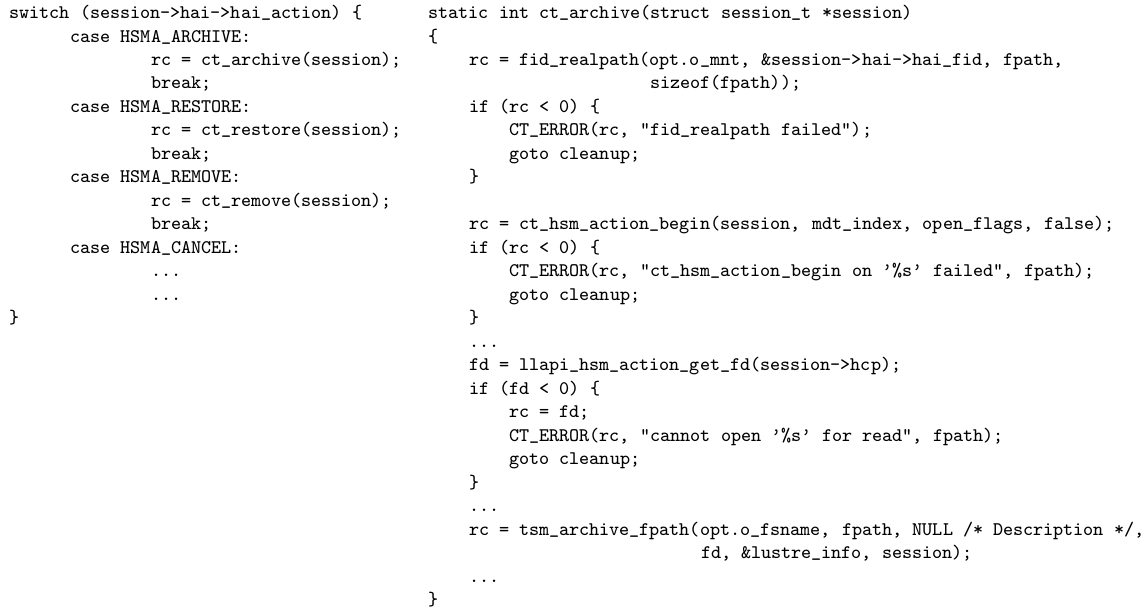 switch (session->hai->hai_action) {
      case HSMA_ARCHIVE:
              rc = ct_archive(session);
              break;
      case HSMA_RESTORE:
              rc = ct_restore(session);
              break;
      case HSMA_REMOVE:
              rc = ct_remove(session);
              break;
      case HSMA_CANCEL:
              ...
              ...
}
static int ct_archive(struct session_t *session)
{
    rc = fid_realpath(opt.o_mnt, &session->hai->hai_fid, fpath,
                      sizeof(fpath));
    if (rc < 0) {
        CT_ERROR(rc, "fid_realpath failed");
        goto cleanup;
    }

    rc = ct_hsm_action_begin(session, mdt_index, open_flags, false);
    if (rc < 0) {
        CT_ERROR(rc, "ct_hsm_action_begin on '%s' failed", fpath);
        goto cleanup;
    }
    ...
    fd = llapi_hsm_action_get_fd(session->hcp);
    if (fd < 0) {
        rc = fd;
        CT_ERROR(rc, "cannot open '%s' for read", fpath);
        goto cleanup;
    }
    ...
    rc = tsm_archive_fpath(opt.o_fsname, fpath, NULL /* Description */,
                           fd, &lustre_info, session);
    ...
}